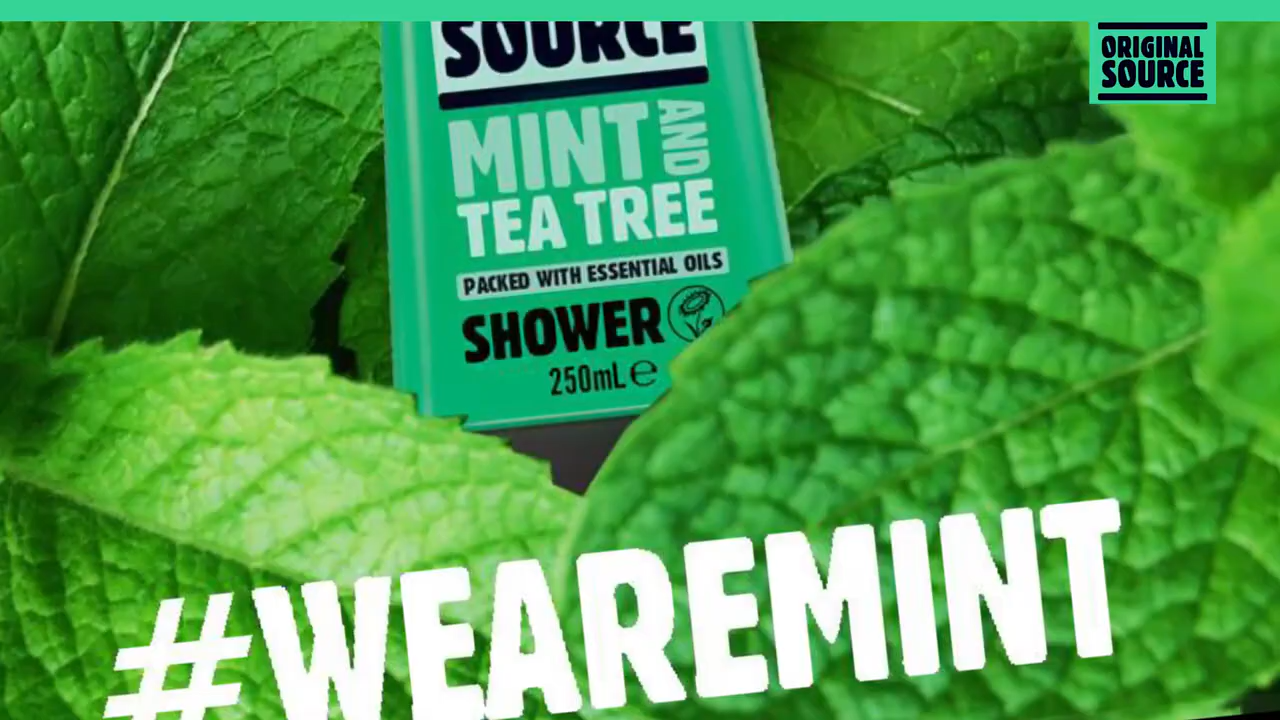 ORIGINAL
SOURCE
SOURCE
MINT AND
TEA TREE
PACKED WITH ESSENTIAL OILS
SHOWER
250mL e
#WEAREMINT